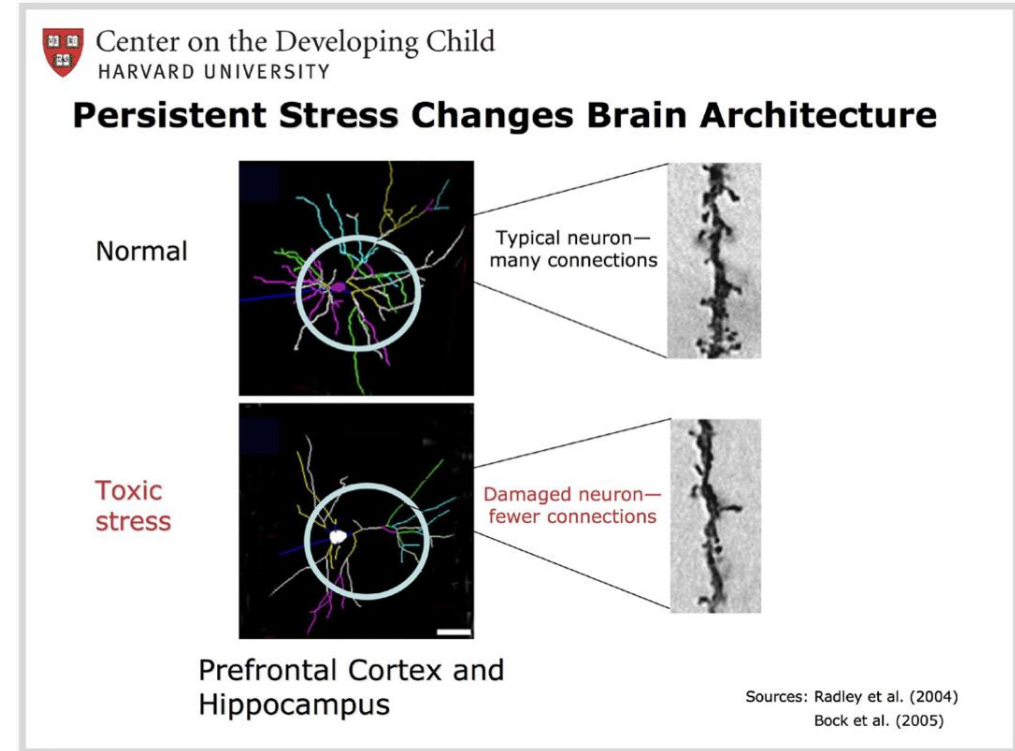 Center on the Developing Child
HARVARD UNIVERSITY
Persistent Stress Changes Brain Architecture
Normal
Typical neuron—
many connections
Toxic
stress
Damaged neuron—
fewer connections
Prefrontal Cortex and
Hippocampus
Sources: Radley et al. (2004)
Bock et al. (2005)